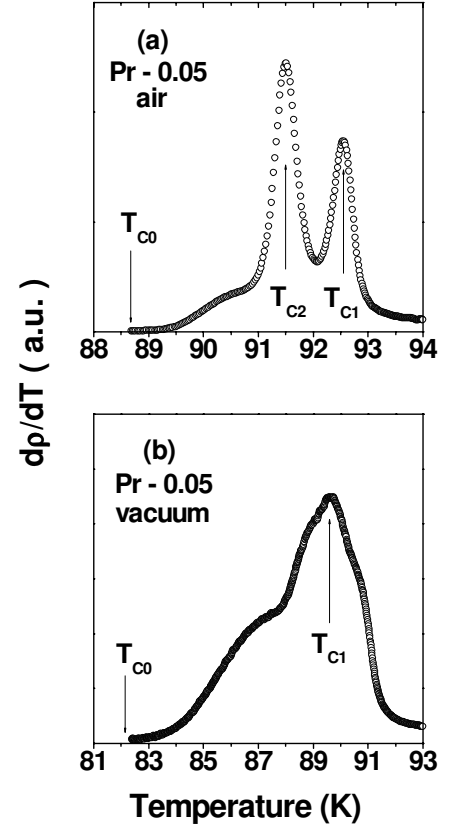 (a)
Pr - 0.05
air
T_C0
T_C2
T_C1
88 89 90 91 92 93 94
dρ/dT ( a.u. )
(b)
Pr - 0.05
vacuum
T_C0
T_C1
81 83 85 87 89 91 93
Temperature (K)